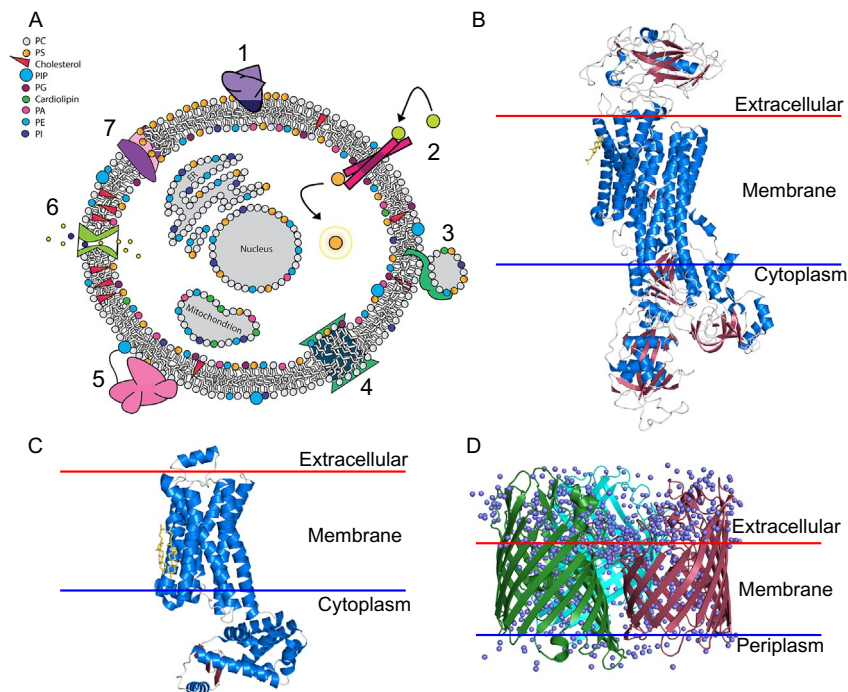 A
PC
PS
Cholesterol
PIP
PG
Cardiolipin
PA
PE
PI
1
2
3
4
5
6
7
Nucleus
Mitochondrion
B
Extracellular
Membrane
Cytoplasm
C
Extracellular
Membrane
Cytoplasm
D
Extracellular
Membrane
Periplasm